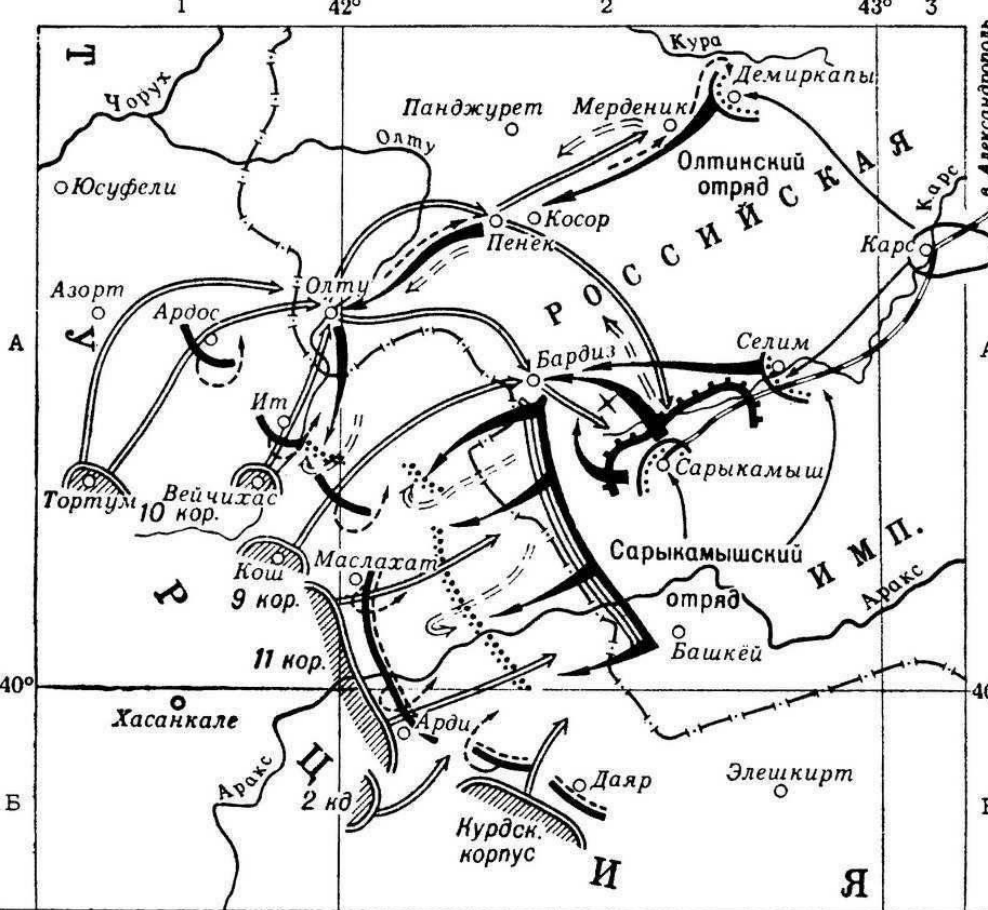 1
42°
2
43°
3
в Александрополь
Т
Чорух
Кура
Демиркапы
Панджурет
Мерденик
Олту
Олтинский
отряд
Юсуфели
Косор
Пенек
РОССИЙСКАЯ
Карс
Карс
Азорт
У
Ардос
Олту
А
Бардиз
Селим
Ит
Сарыкамыш
Тортум
Вейчихас
10 кор.
Сарыкамышский
отряд
ИМП.
Аракс
Кош
9 кор.
Маслахат
Р
11 кор.
Башкёй
40°
40
Хасанкале
Арди
Аракс
Ц
2 кд
Даяр
Элешкирт
Б
Курдск.
корпус
И
Я